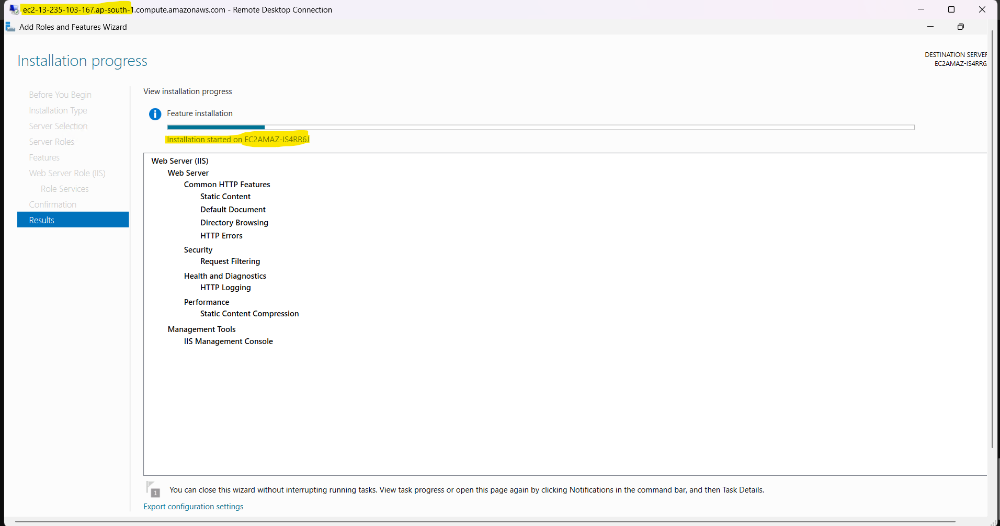 ec2-13-235-103-167.ap-south-1.compute.amazonaws.com - Remote Desktop Connection
Add Roles and Features Wizard
Installation progress
DESTINATION SERVER
EC2AMAZ-IS4RR6J
Before You Begin
Installation Type
Server Selection
Server Roles
Features
Web Server Role (IIS)
Role Services
Confirmation
Results
View installation progress
Feature installation
Installation started on EC2AMAZ-IS4RR6J
Web Server (IIS)
Web Server
Common HTTP Features
Static Content
Default Document
Directory Browsing
HTTP Errors
Security
Request Filtering
Health and Diagnostics
HTTP Logging
Performance
Static Content Compression
Management Tools
IIS Management Console
1
You can close this wizard without interrupting running tasks. View task progress or open this page again by clicking Notifications in the command bar, and then Task Details.
Export configuration settings